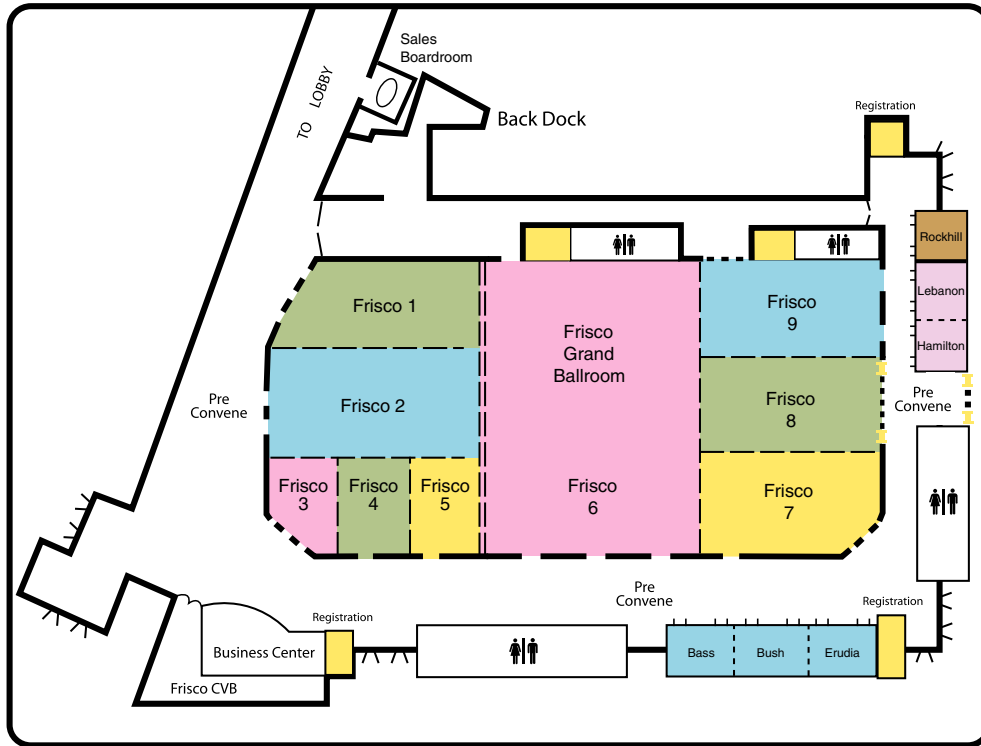 Sales
Boardroom
TO LOBBY
Back Dock
Registration
Rockhill
Lebanon
Hamilton
Frisco 1
Frisco
Grand
Ballroom
Frisco
9
Pre
Convene
Frisco 2
Frisco
8
Pre
Convene
Frisco
3
Frisco
4
Frisco
5
Frisco
6
Frisco
7
Pre
Convene
Registration
Registration
Business Center
Bass
Bush
Erudia
Frisco CVB